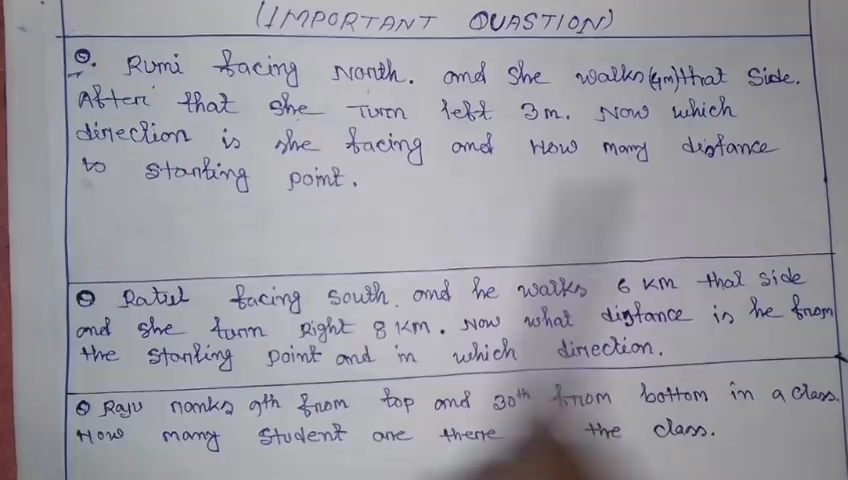 (IMPORTANT QUASTION)
Q. Rumi facing North. and she walks (4m) that side.
After that she Turn left 3m. Now which
direction is she facing and How many distance
to starting point.
Q Ratul facing south. and he walks 6 KM that side
and she turn Right 8 KM. Now what distance is he from
the starting point and in which direction.
Q Raju ranks 9th from top and 30th from bottom in a class.
How many student are there the class.